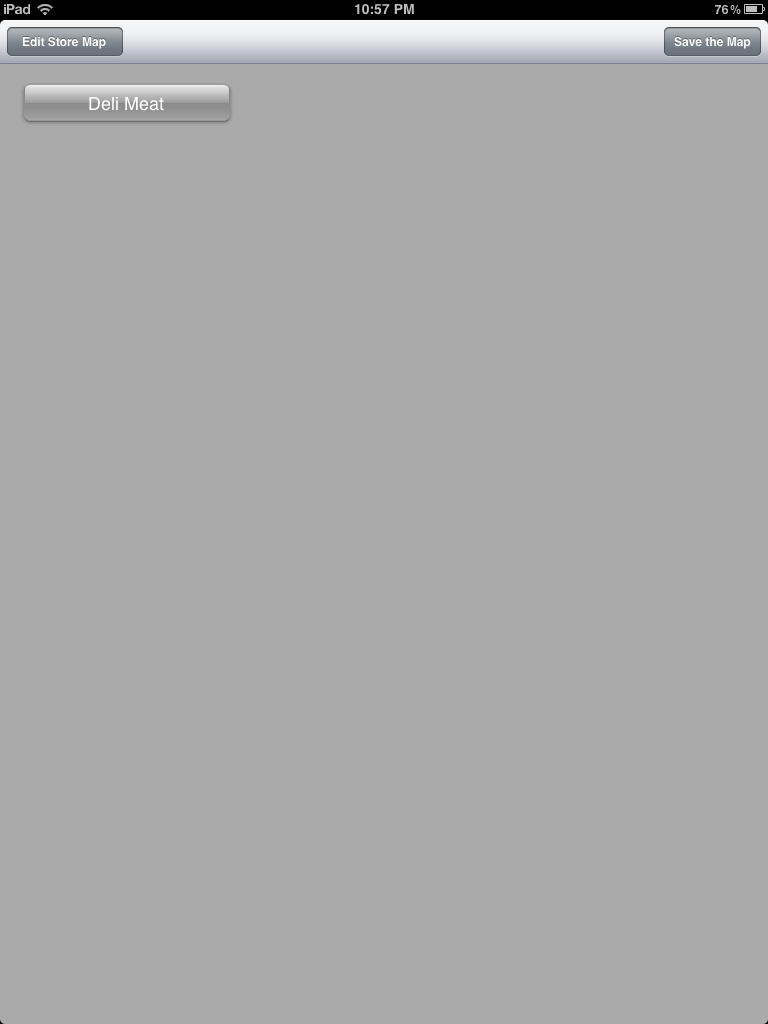 iPad 10:57 PM 76%
Edit Store Map Save the Map
Deli Meat